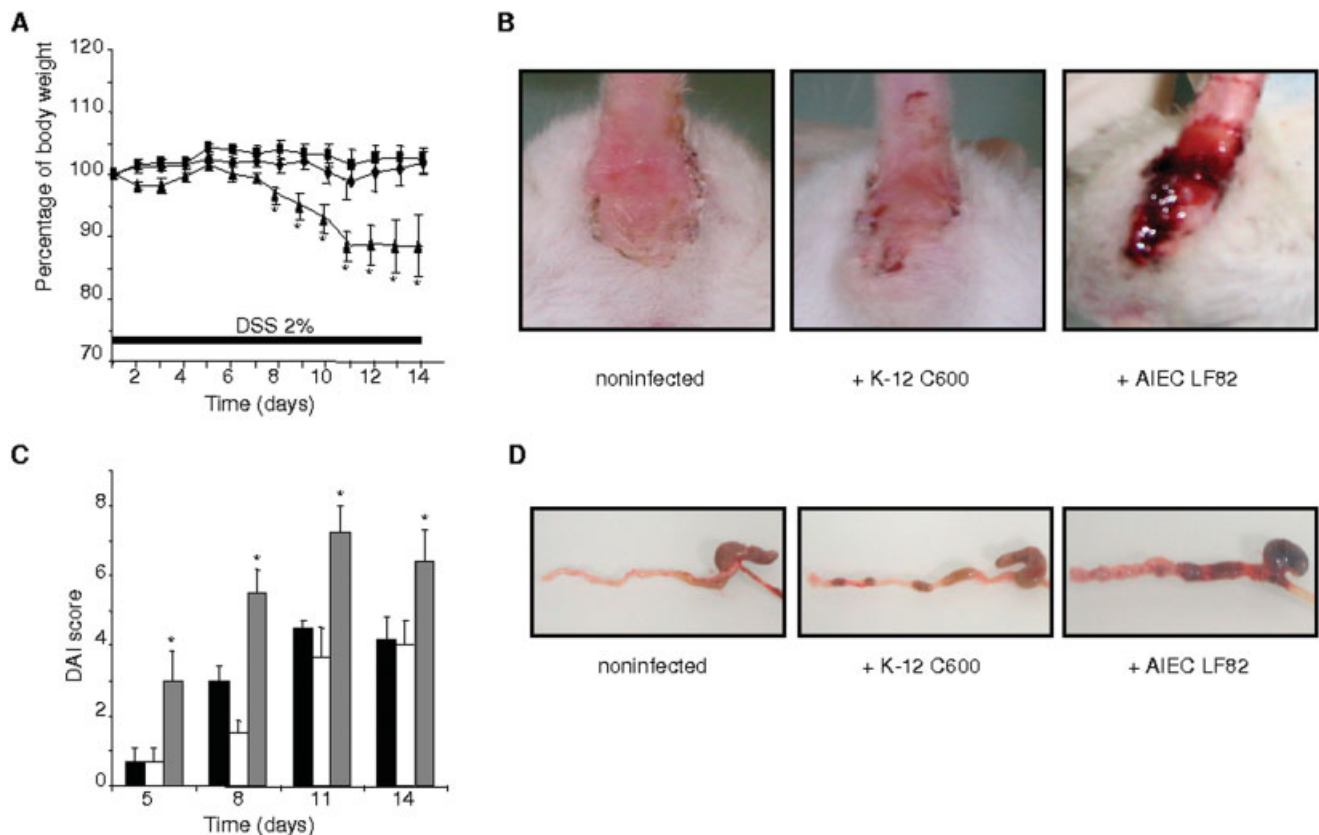 A
120
110
100
90
80
70
Percentage of body weight
DSS 2%
* * * * * * *
2 4 6 8 10 12 14
Time (days)
B
noninfected
+ K-12 C600
+ AIEC LF82
C
8
6
4
2
0
DAI score
* * * *
5 8 11 14
Time (days)
D
noninfected
+ K-12 C600
+ AIEC LF82